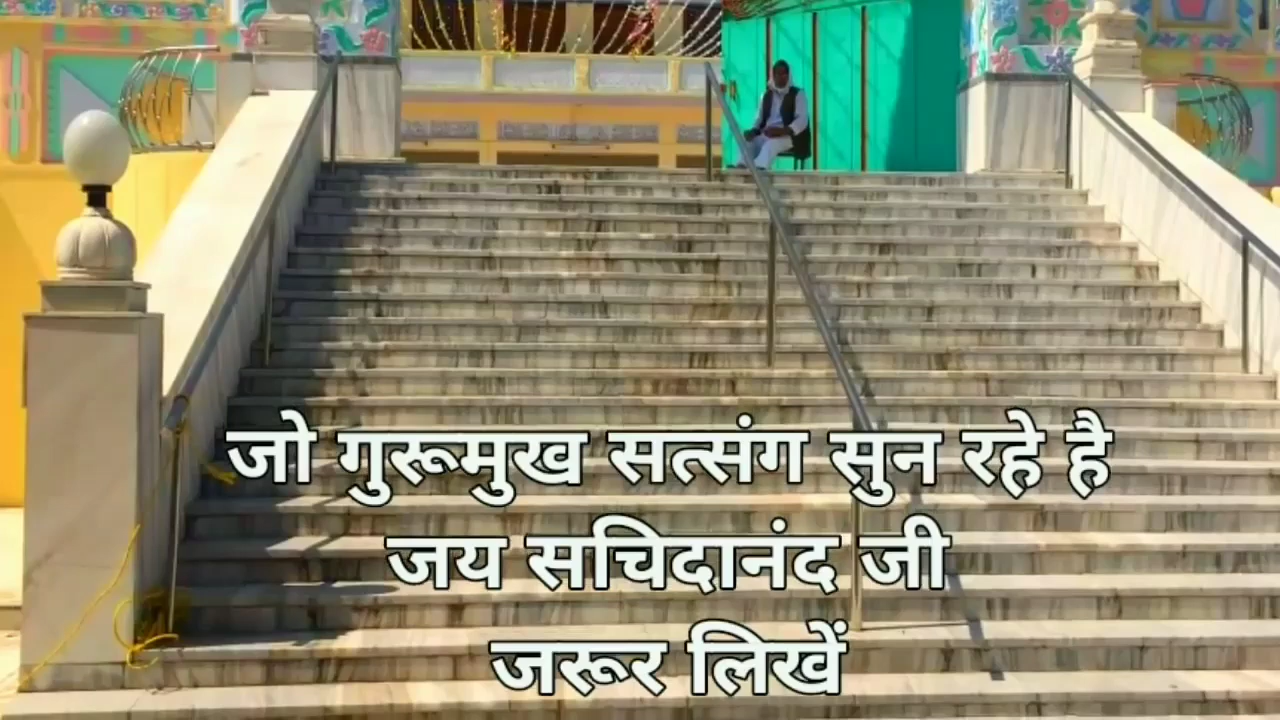 जो गुरूमुख सत्संग सुन रहे है
जय सचिदानंद जी
जरूर लिखें